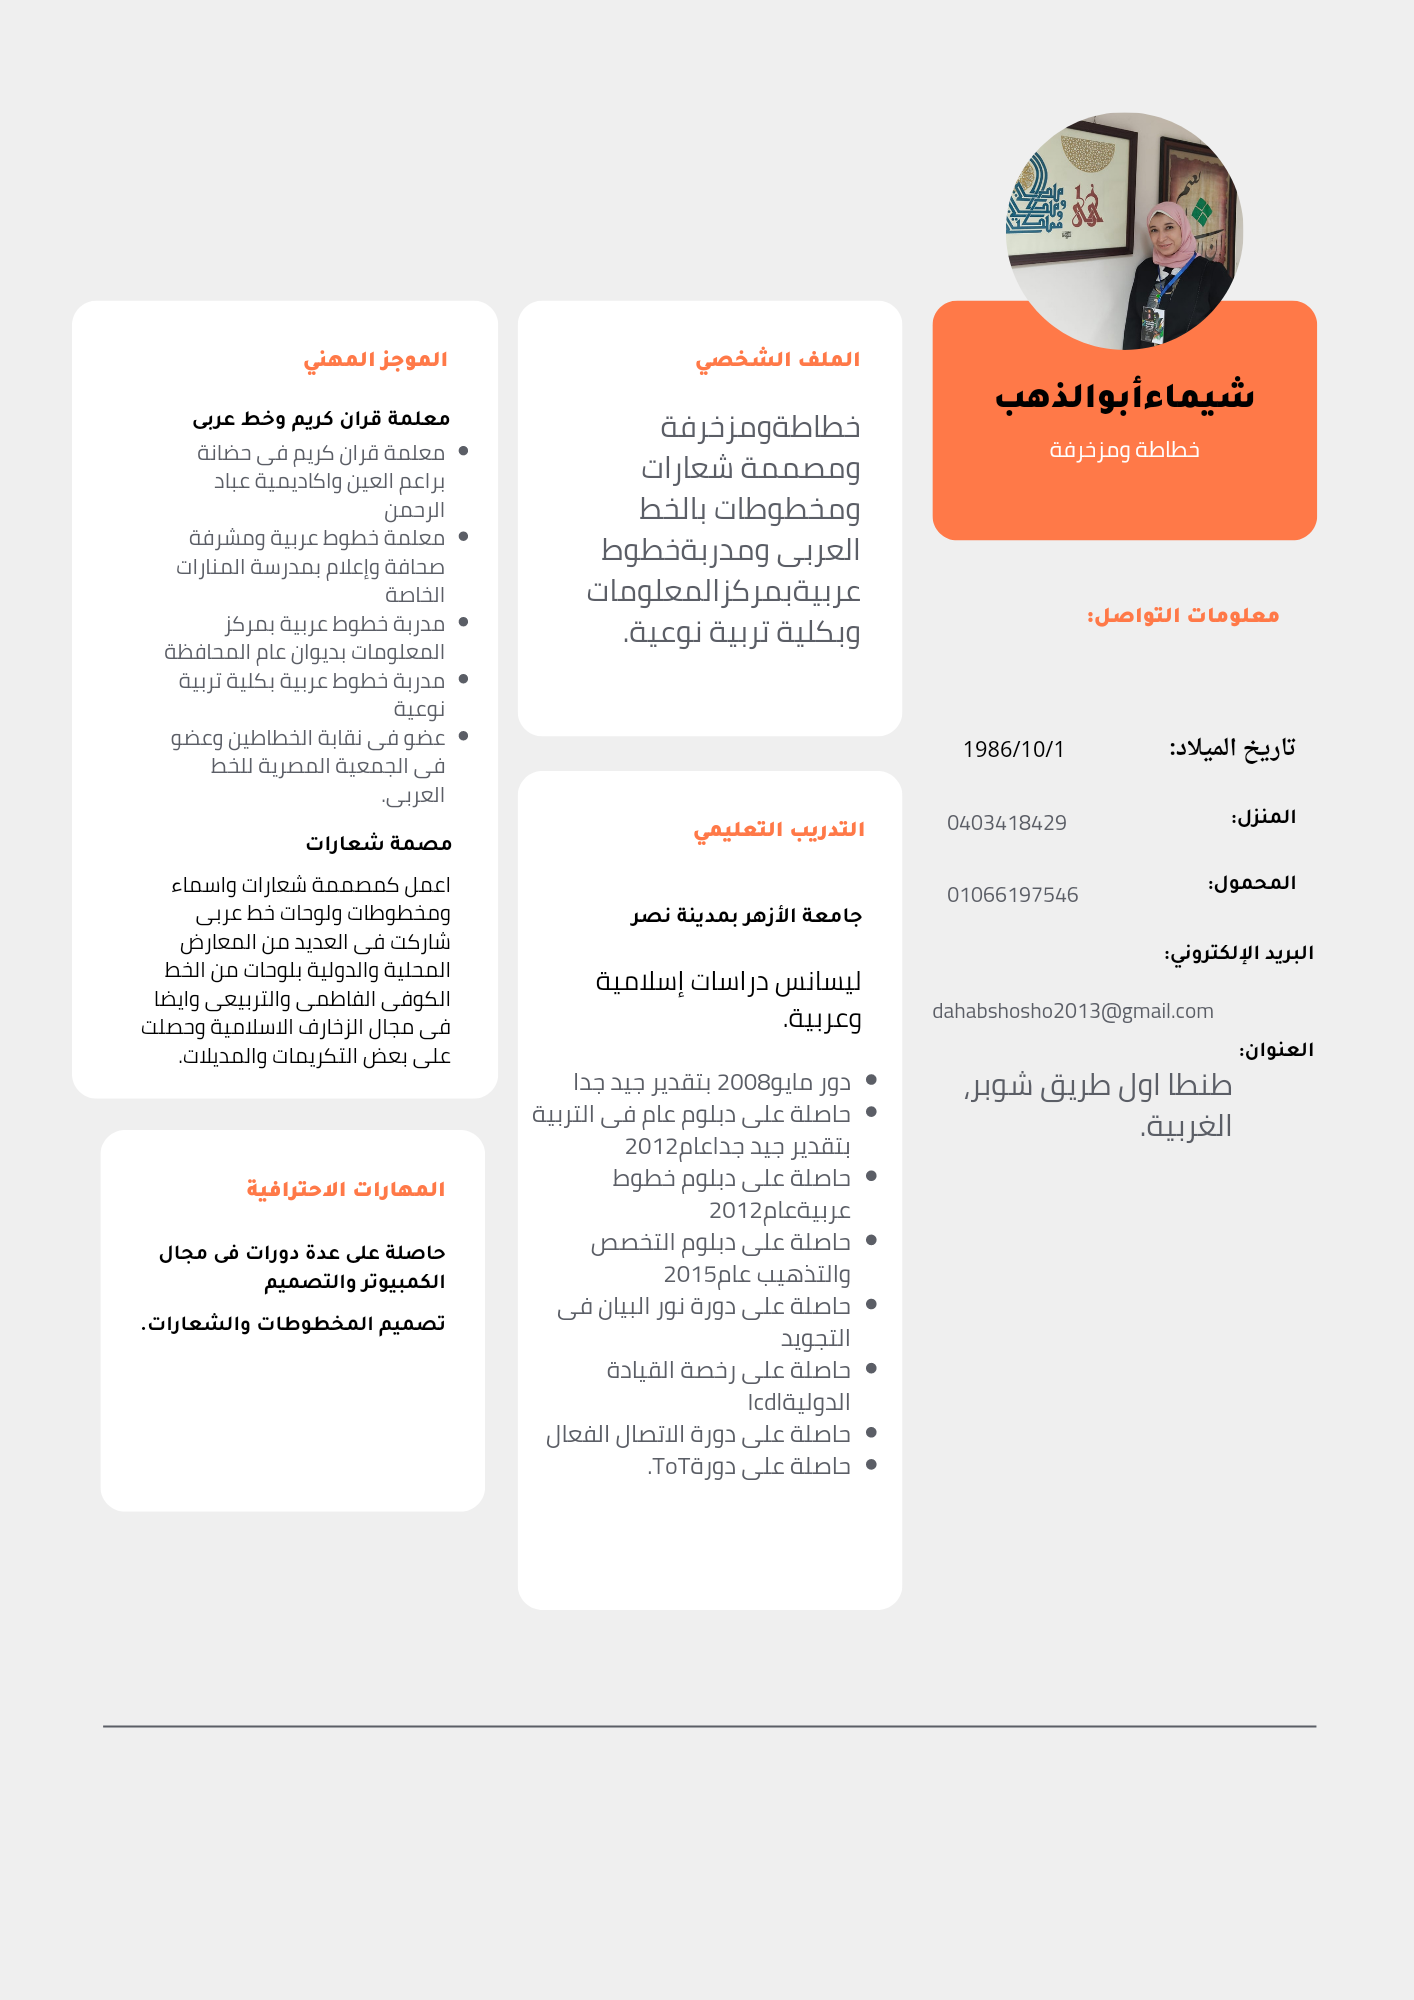 شيماءأبوالذهب
خطاطة ومزخرفة
معلومات التواصل:
تاريخ الميلاد: 1986/10/1
المنزل: 0403418429
المحمول: 01066197546
البريد الإلكتروني:
dahabshosho2013@gmail.com
العنوان:
طنطا اول طريق شوبر،
الغربية.
الملف الشخصي
خطاطةومزخرفة
ومصممة شعارات
ومخطوطات بالخط
العربى ومدربةخطوط
عربيةبمركزالمعلومات
وبكلية تربية نوعية.
التدريب التعليمي
جامعة الأزهر بمدينة نصر
ليسانس دراسات إسلامية
وعربية.
دور مايو2008 بتقدير جيد جدا
حاصلة على دبلوم عام فى التربية
بتقدير جيد جداعام2012
حاصلة على دبلوم خطوط
عربيةعام2012
حاصلة على دبلوم التخصص
والتذهيب عام2015
حاصلة على دورة نور البيان فى
التجويد
حاصلة على رخصة القيادة
الدوليةIcdl
حاصلة على دورة الاتصال الفعال
حاصلة على دورةToT.
الموجز المهني
معلمة قران كريم وخط عربى
معلمة قران كريم فى حضانة
براعم العين واكاديمية عباد
الرحمن
معلمة خطوط عربية ومشرفة
صحافة وإعلام بمدرسة المنارات
الخاصة
مدربة خطوط عربية بمركز
المعلومات بديوان عام المحافظة
مدربة خطوط عربية بكلية تربية
نوعية
عضو فى نقابة الخطاطين وعضو
فى الجمعية المصرية للخط
العربى.
مصمة شعارات
اعمل كمصممة شعارات واسماء
ومخطوطات ولوحات خط عربى
شاركت فى العديد من المعارض
المحلية والدولية بلوحات من الخط
الكوفى الفاطمى والتربيعى وايضا
فى مجال الزخارف الاسلامية وحصلت
على بعض التكريمات والمديلات.
المهارات الاحترافية
حاصلة على عدة دورات فى مجال
الكمبيوتر والتصميم
تصميم المخطوطات والشعارات.